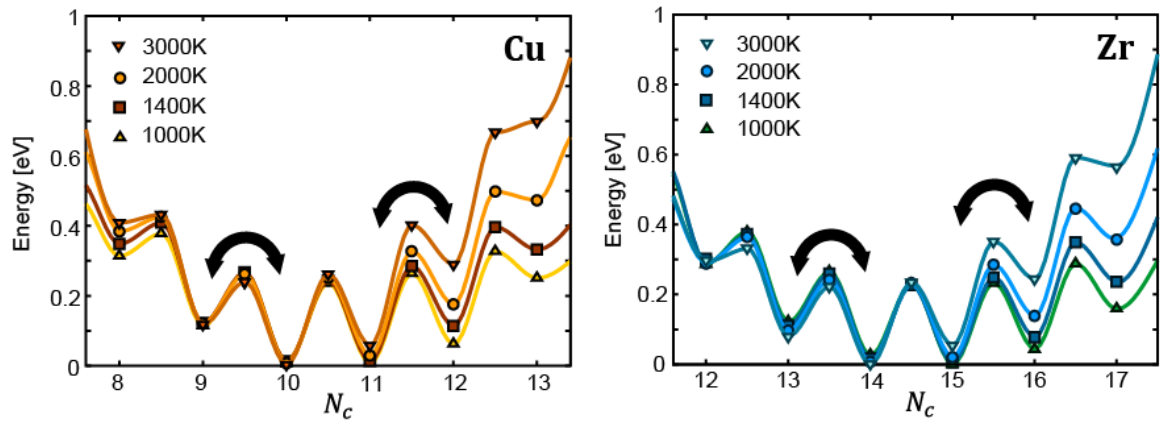 Cu
3000K
2000K
1400K
1000K
Energy [eV]
1
0.8
0.6
0.4
0.2
0
8 9 10 11 12 13
N_c
Zr
3000K
2000K
1400K
1000K
Energy [eV]
1
0.8
0.6
0.4
0.2
0
12 13 14 15 16 17
N_c